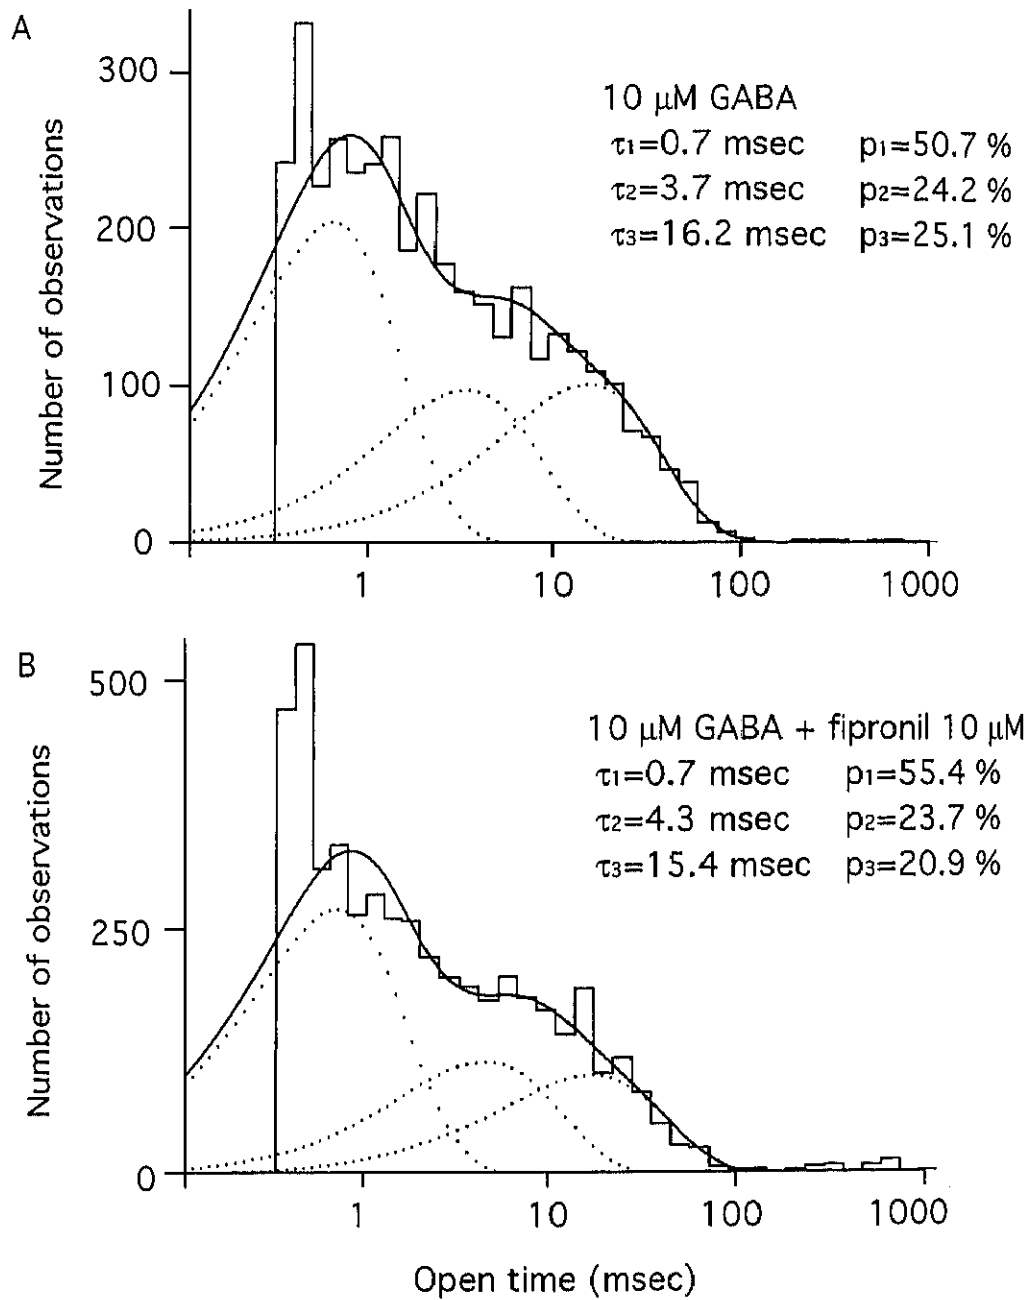 A
300
200
100
0
Number of observations
10 μM GABA
τ1=0.7 msec p1=50.7 %
τ2=3.7 msec p2=24.2 %
τ3=16.2 msec p3=25.1 %
1 10 100 1000
B
500
250
0
Number of observations
10 μM GABA + fipronil 10 μM
τ1=0.7 msec p1=55.4 %
τ2=4.3 msec p2=23.7 %
τ3=15.4 msec p3=20.9 %
1 10 100 1000
Open time (msec)